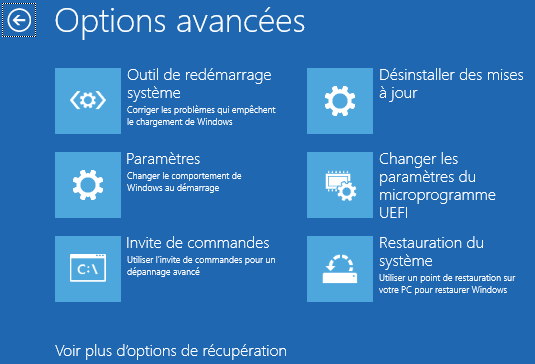 Options avancées
Outil de redémarrage
système
Corriger les problèmes qui empêchent
le chargement de Windows
Désinstaller des mises
à jour
Paramètres
Changer le comportement de
Windows au démarrage
Changer les
paramètres du
microprogramme
UEFI
C:\
Invite de commandes
Utiliser l'invite de commandes pour un
dépannage avancé
Restauration du
système
Utiliser un point de restauration sur
votre PC pour restaurer Windows
Voir plus d'options de récupération